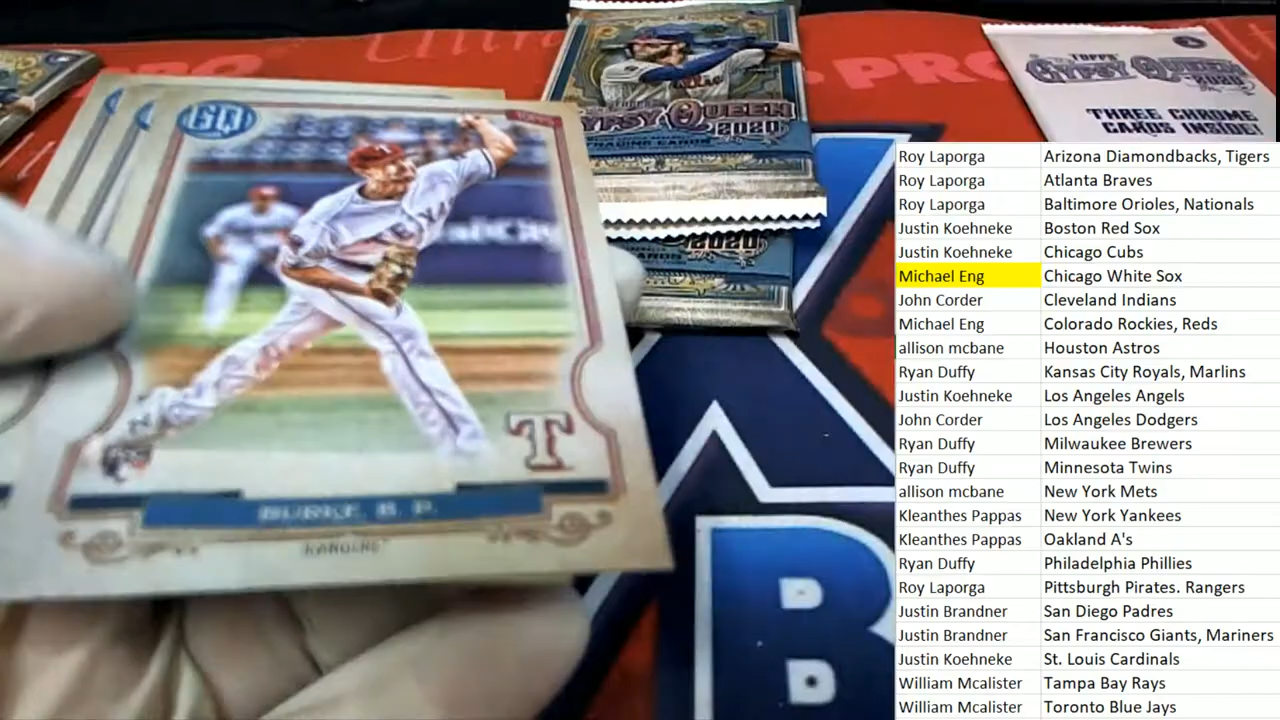 GQ
TOPPS
TEXAS
T
BURKE, B. P.
RANGERS
GYPSY QUEEN
2020
TRADING CARDS
2020
PRO
TOPPS
GYPSY QUEEN
2020
THREE CHROME
CARDS INSIDE!
B
Roy Laporga Arizona Diamondbacks, Tigers
Roy Laporga Atlanta Braves
Roy Laporga Baltimore Orioles, Nationals
Justin Koehneke Boston Red Sox
Justin Koehneke Chicago Cubs
Michael Eng Chicago White Sox
John Corder Cleveland Indians
Michael Eng Colorado Rockies, Reds
allison mcbane Houston Astros
Ryan Duffy Kansas City Royals, Marlins
Justin Koehneke Los Angeles Angels
John Corder Los Angeles Dodgers
Ryan Duffy Milwaukee Brewers
Ryan Duffy Minnesota Twins
allison mcbane New York Mets
Kleanthes Pappas New York Yankees
Kleanthes Pappas Oakland A's
Ryan Duffy Philadelphia Phillies
Roy Laporga Pittsburgh Pirates. Rangers
Justin Brandner San Diego Padres
Justin Brandner San Francisco Giants, Mariners
Justin Koehneke St. Louis Cardinals
William Mcalister Tampa Bay Rays
William Mcalister Toronto Blue Jays